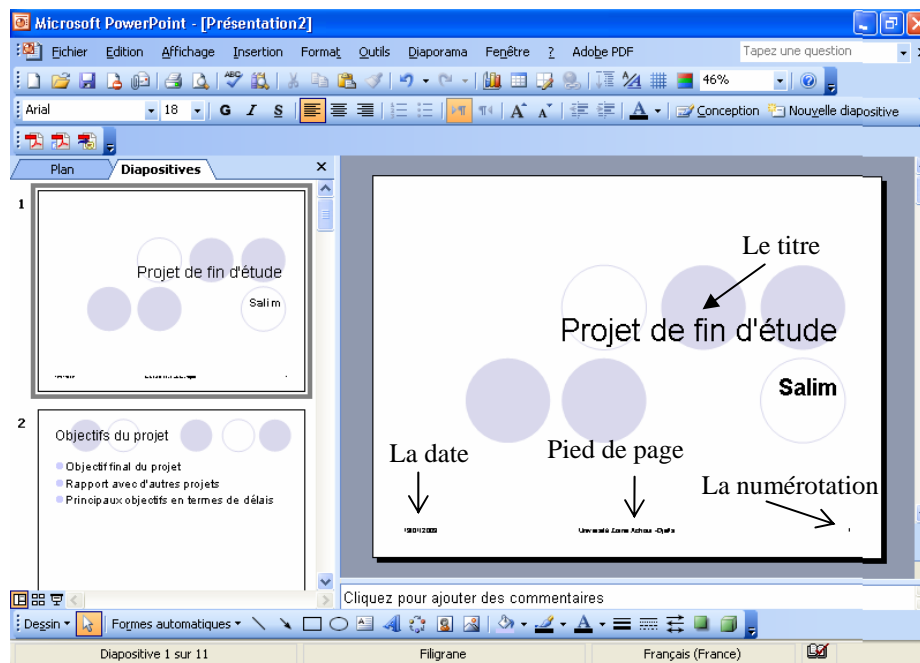 Microsoft PowerPoint - [Présentation2]
Fichier Edition Affichage Insertion Format Outils Diaporama Fenêtre ? Adobe PDF Tapez une question
46%
Arial 18 G I S Conception Nouvelle diapositive
Plan Diapositives
1
Projet de fin d'étude
Salim
2
Objectifs du projet
Objectif final du projet
Rapport avec d'autres projets
Principaux objectifs en termes de délais
Le titre
Projet de fin d'étude
Salim
La date
Pied de page
La numérotation
Université
1
Cliquez pour ajouter des commentaires
Dessin Formes automatiques
Diapositive 1 sur 11 Filigrane Français (France)